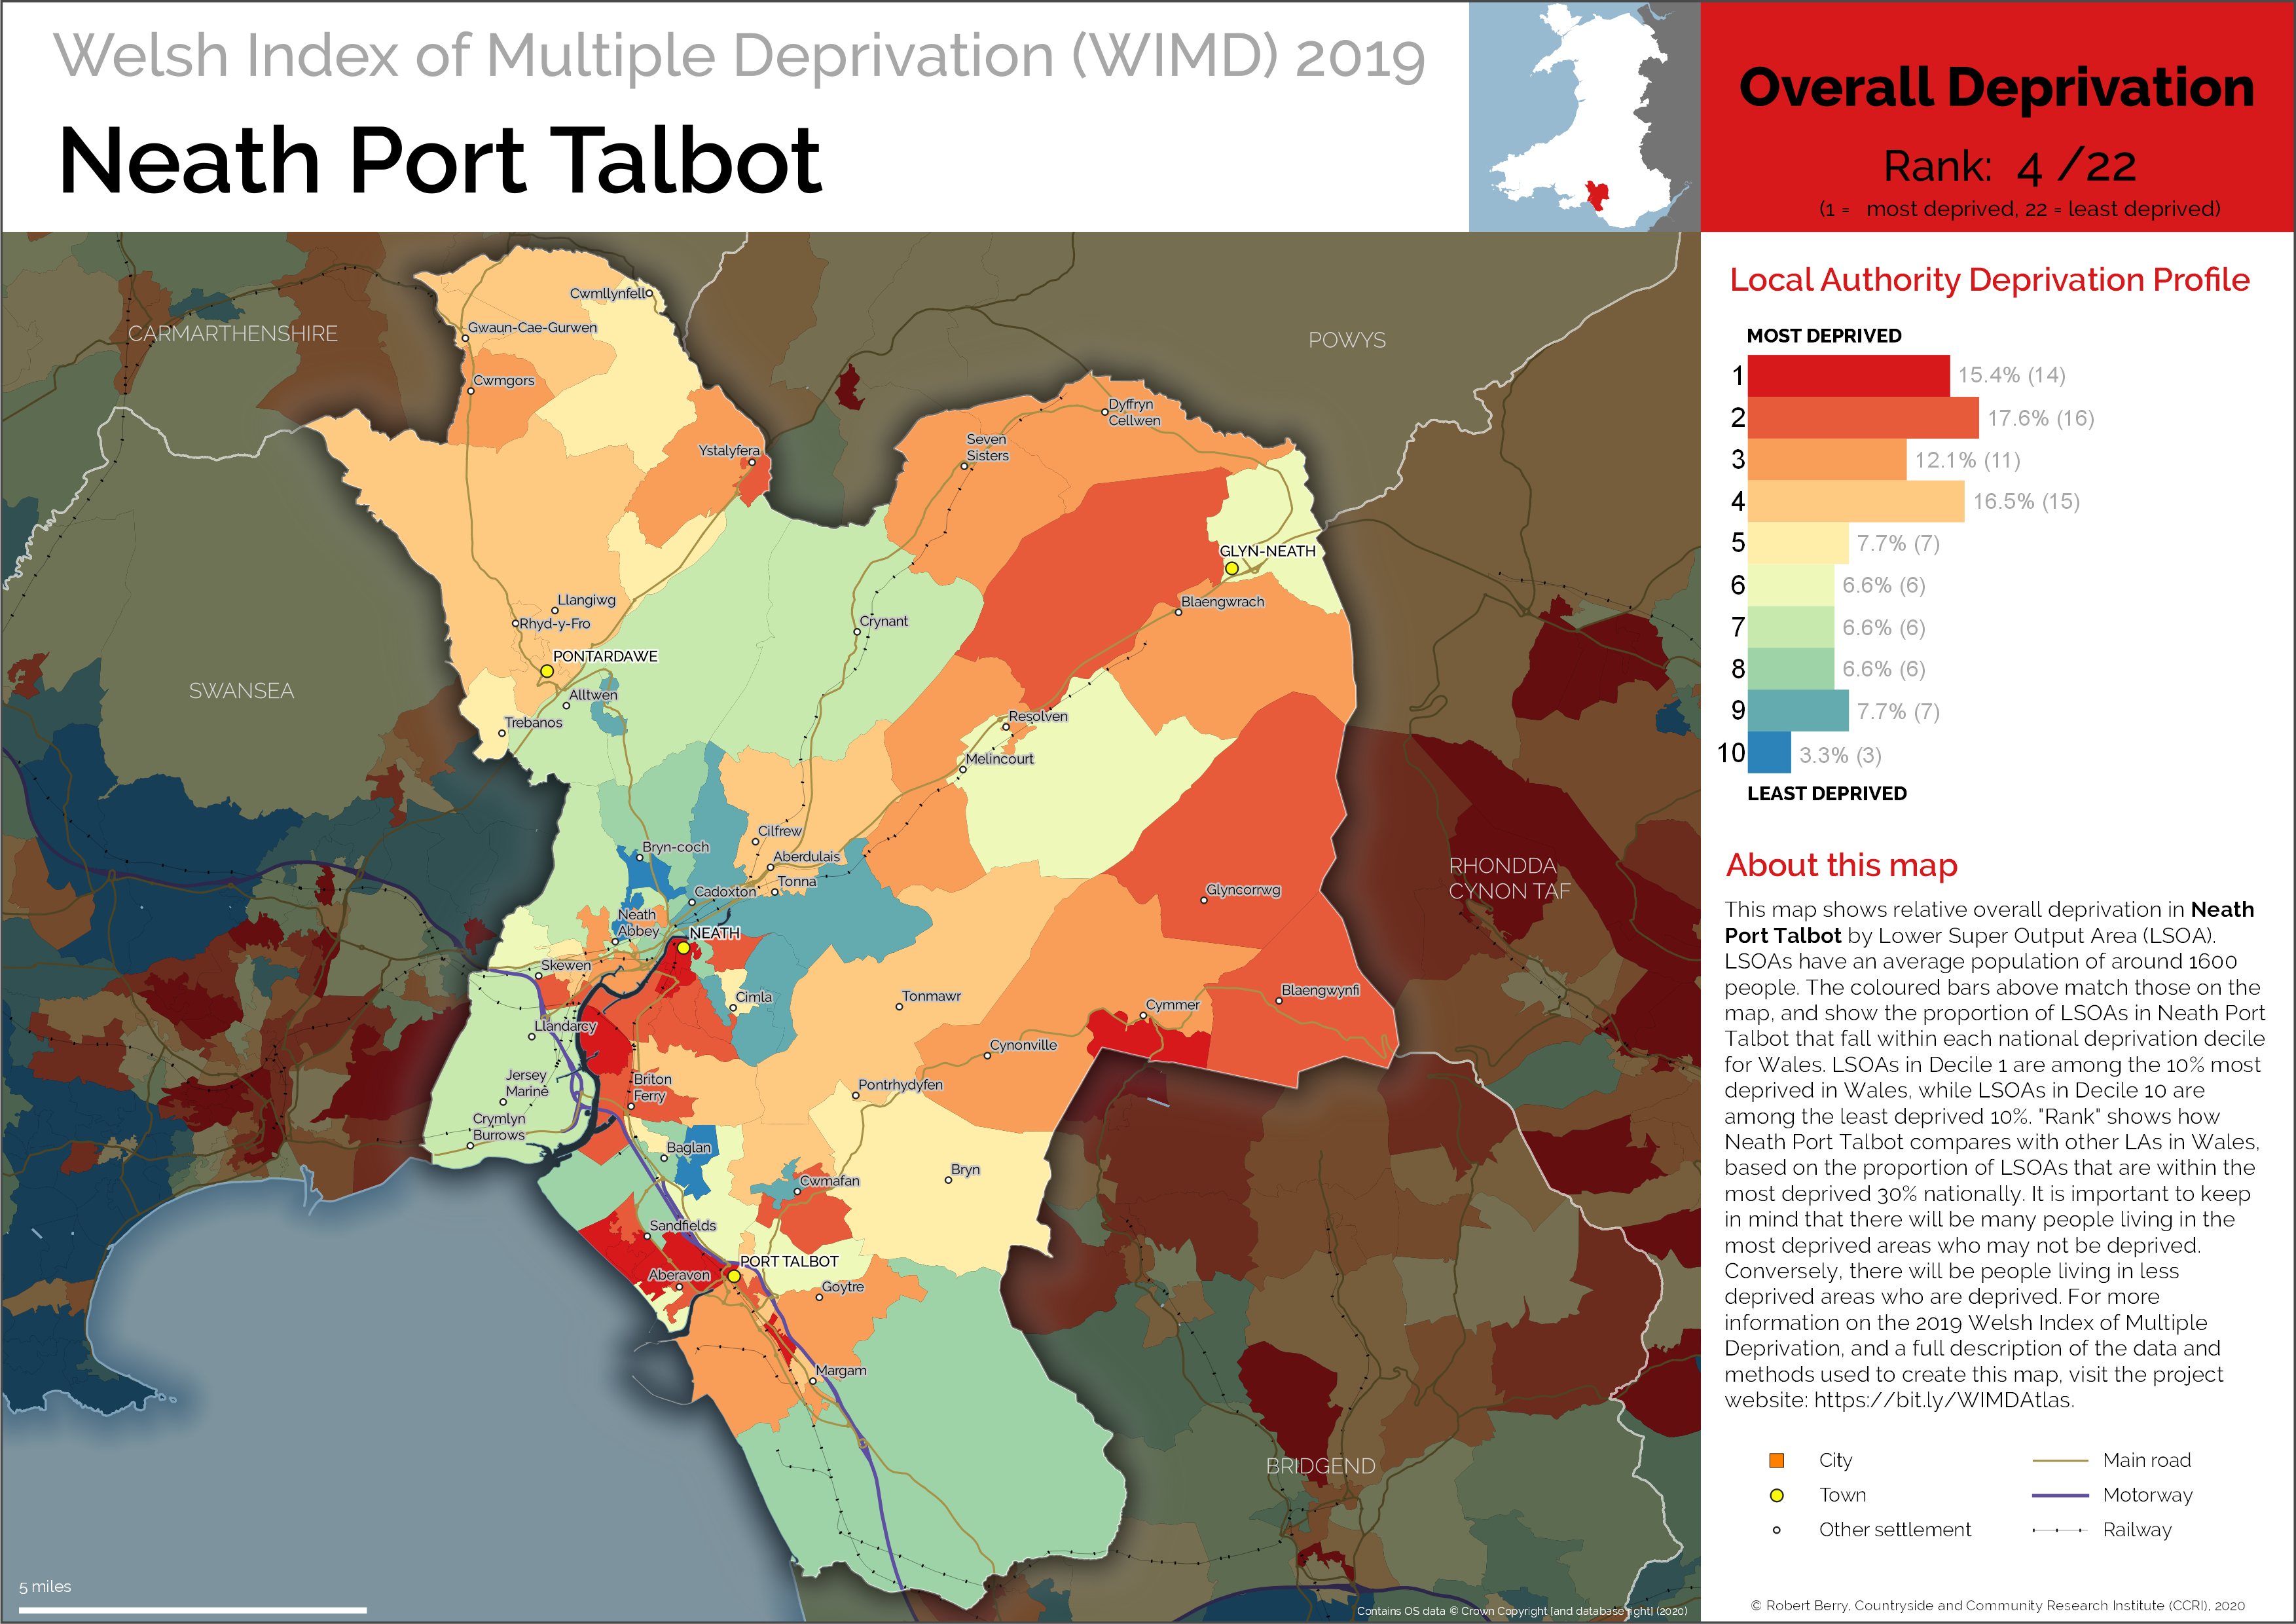 Welsh Index of Multiple Deprivation (WIMD) 2019
Neath Port Talbot
Overall Deprivation
Rank: 4 /22
(1 = most deprived, 22 = least deprived)
Local Authority Deprivation Profile
MOST DEPRIVED
1 15.4% (14)
2 17.6% (16)
3 12.1% (11)
4 16.5% (15)
5 7.7% (7)
6 6.6% (6)
7 6.6% (6)
8 6.6% (6)
9 7.7% (7)
10 3.3% (3)
LEAST DEPRIVED
About this map
This map shows relative overall deprivation in Neath
Port Talbot by Lower Super Output Area (LSOA).
LSOAs have an average population of around 1600
people. The coloured bars above match those on the
map, and show the proportion of LSOAs in Neath Port
Talbot that fall within each national deprivation decile
for Wales. LSOAs in Decile 1 are among the 10% most
deprived in Wales, while LSOAs in Decile 10 are
among the least deprived 10%. "Rank" shows how
Neath Port Talbot compares with other LAs in Wales,
based on the proportion of LSOAs that are within the
most deprived 30% nationally. It is important to keep
in mind that there will be many people living in the
most deprived areas who may not be deprived.
Conversely, there will be people living in less
deprived areas who are deprived. For more
information on the 2019 Welsh Index of Multiple
Deprivation, and a full description of the data and
methods used to create this map, visit the project
website: https://bit.ly/WIMDAtlas.
City
Town
Other settlement
Main road
Motorway
Railway
© Robert Berry, Countryside and Community Research Institute (CCRI), 2020
CARMARTHENSHIRE
POWYS
SWANSEA
RHONDDA
CYNON TAF
BRIDGEND
Cwmllynfell
Gwaun-Cae-Gurwen
Cwmgors
Ystalyfera
Dyffryn
Cellwen
Seven
Sisters
GLYN-NEATH
Blaengwrach
Llangiwg
Rhyd-y-Fro
Crynant
PONTARDAWE
Alltwen
Trebanos
Resolven
Melincourt
Cilfrew
Bryn-coch
Aberdulais
Tonna
Cadoxton
Glyncorrwg
Neath
Abbey
NEATH
Skewen
Cimla
Tonmawr
Blaengwynfi
Cymmer
Llandarcy
Cynonville
Jersey
Marine
Briton
Ferry
Pontrhydyfen
Crymlyn
Burrows
Baglan
Bryn
Cwmafan
Sandfields
PORT TALBOT
Aberavon
Goytre
Margam
5 miles
Contains OS data © Crown Copyright [and database right] (2020)